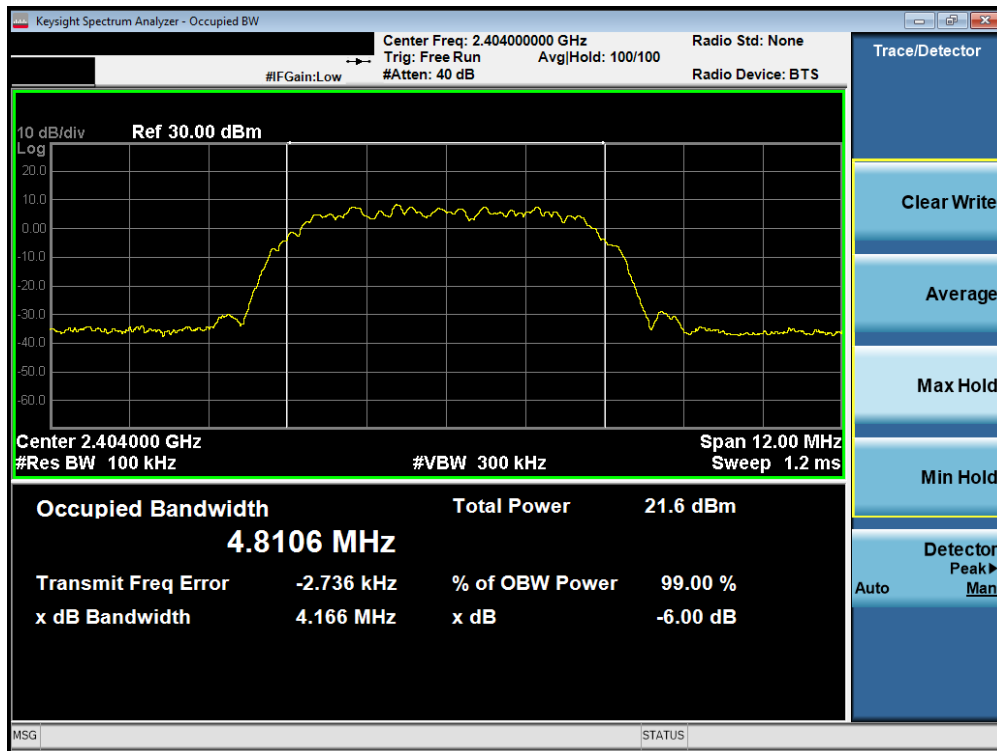 Keysight Spectrum Analyzer - Occupied BW
Center Freq: 2.404000000 GHz
Radio Std: None
Trig: Free Run
Avg|Hold: 100/100
#IFGain:Low
#Atten: 40 dB
Radio Device: BTS
10 dB/div
Ref 30.00 dBm
Log
20.0
10.0
0.00
-10.0
-20.0
-30.0
-40.0
-50.0
-60.0
Center 2.404000 GHz
Span 12.00 MHz
#Res BW 100 kHz
#VBW 300 kHz
Sweep 1.2 ms
Occupied Bandwidth
Total Power
21.6 dBm
4.8106 MHz
Transmit Freq Error
-2.736 kHz
% of OBW Power
99.00 %
x dB Bandwidth
4.166 MHz
x dB
-6.00 dB
MSG
STATUS
Trace/Detector
Clear Write
Average
Max Hold
Min Hold
Detector
Peak▶
Auto
Man